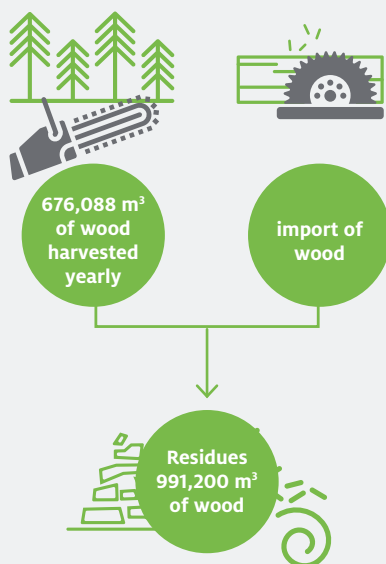 676,088 m³
of wood
harvested
yearly
import of
wood
Residues
991,200 m³
of wood